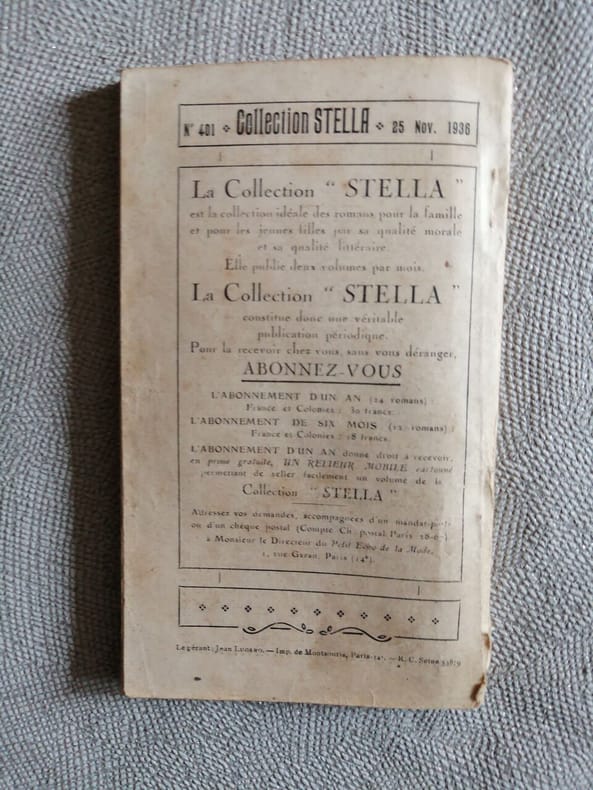 N° 401 ❖ Collection STELLA ❖ 25 Nov. 1936
La Collection “ STELLA ”
est la collection idéale des romans pour la famille
et pour les jeunes filles par sa qualité morale
et sa qualité littéraire.
Elle publie deux volumes par mois.
La Collection “ STELLA ”
constitue donc une véritable
publication périodique.
Pour la recevoir chez vous, sans vous déranger,
ABONNEZ-VOUS
L'ABONNEMENT D'UN AN (24 romans) :
France et Colonies : 30 francs.
L'ABONNEMENT DE SIX MOIS (12 romans) :
France et Colonies : 18 francs.
L'ABONNEMENT D'UN AN donne droit à recevoir,
en prime gratuite, UN RELIEUR MOBILE cartonné
permettant de relier facilement un volume de la
Collection “ STELLA ”
Adressez vos demandes, accompagnées d'un mandat-poste
ou d'un chèque postal (Compte Ch. postal Paris 28-07)
à Monsieur le Directeur du Petit Echo de la Mode,
1, rue Gazan, Paris (14e).
Le gérant : Jean Lugaro. — Imp. de Montsouris, Paris-14e. — R. C. Seine 53879